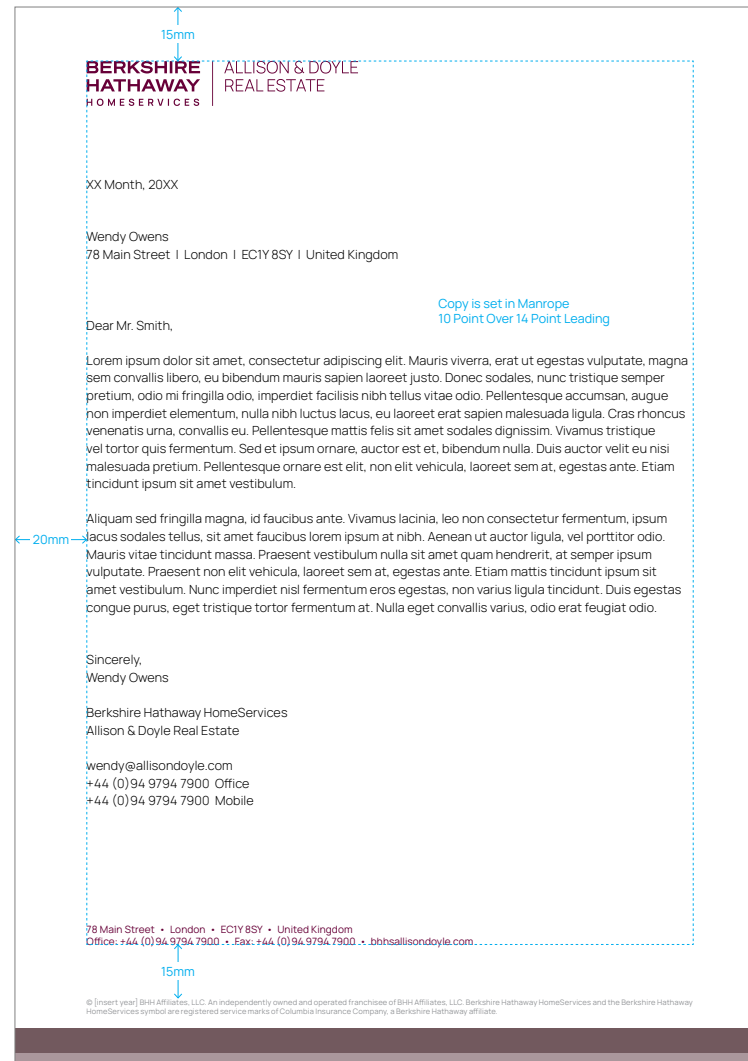 15mm
BERKSHIRE
HATHAWAY
HOMESERVICES
ALLISON & DOYLE
REAL ESTATE
XX Month, 20XX
Wendy Owens
78 Main Street | London | EC1Y 8SY | United Kingdom
Copy is set in Manrope
10 Point Over 14 Point Leading
Dear Mr. Smith,
Lorem ipsum dolor sit amet, consectetur adipiscing elit. Mauris viverra, erat ut egestas vulputate, magna
sem convallis libero, eu bibendum mauris sapien laoreet justo. Donec sodales, nunc tristique semper
pretium, odio mi fringilla odio, imperdiet facilisis nibh tellus vitae odio. Pellentesque accumsan, augue
non imperdiet elementum, nulla nibh luctus lacus, eu laoreet erat sapien malesuada ligula. Cras rhoncus
venenatis urna, convallis eu. Pellentesque mattis felis sit amet sodales dignissim. Vivamus tristique
vel tortor quis fermentum. Sed et ipsum ornare, auctor est et, bibendum nulla. Duis auctor velit eu nisi
malesuada pretium. Pellentesque ornare est elit, non elit vehicula, laoreet sem at, egestas ante. Etiam
tincidunt ipsum sit amet vestibulum.
Aliquam sed fringilla magna, id faucibus ante. Vivamus lacinia, leo non consectetur fermentum, ipsum
lacus sodales tellus, sit amet faucibus lorem ipsum at nibh. Aenean ut auctor ligula, vel porttitor odio.
20mm
Mauris vitae tincidunt massa. Praesent vestibulum nulla sit amet quam hendrerit, at semper ipsum
vulputate. Praesent non elit vehicula, laoreet sem at, egestas ante. Etiam mattis tincidunt ipsum sit
amet vestibulum. Nunc imperdiet nisl fermentum eros egestas, non varius ligula tincidunt. Duis egestas
congue purus, eget tristique tortor fermentum at. Nulla eget convallis varius, odio erat feugiat odio.
Sincerely,
Wendy Owens
Berkshire Hathaway HomeServices
Allison & Doyle Real Estate
wendy@allisondoyle.com
+44 (0)94 9794 7900 Office
+44 (0)94 9794 7900 Mobile
78 Main Street • London • EC1Y 8SY • United Kingdom
Office: +44 (0)94 9794 7900 • Fax: +44 (0)94 9794 7900 • bhhsallisondoyle.com
15mm
© [insert year] BHH Affiliates, LLC. An independently owned and operated franchisee of BHH Affiliates, LLC. Berkshire Hathaway HomeServices and the Berkshire Hathaway
HomeServices symbol are registered service marks of Columbia Insurance Company, a Berkshire Hathaway affiliate.